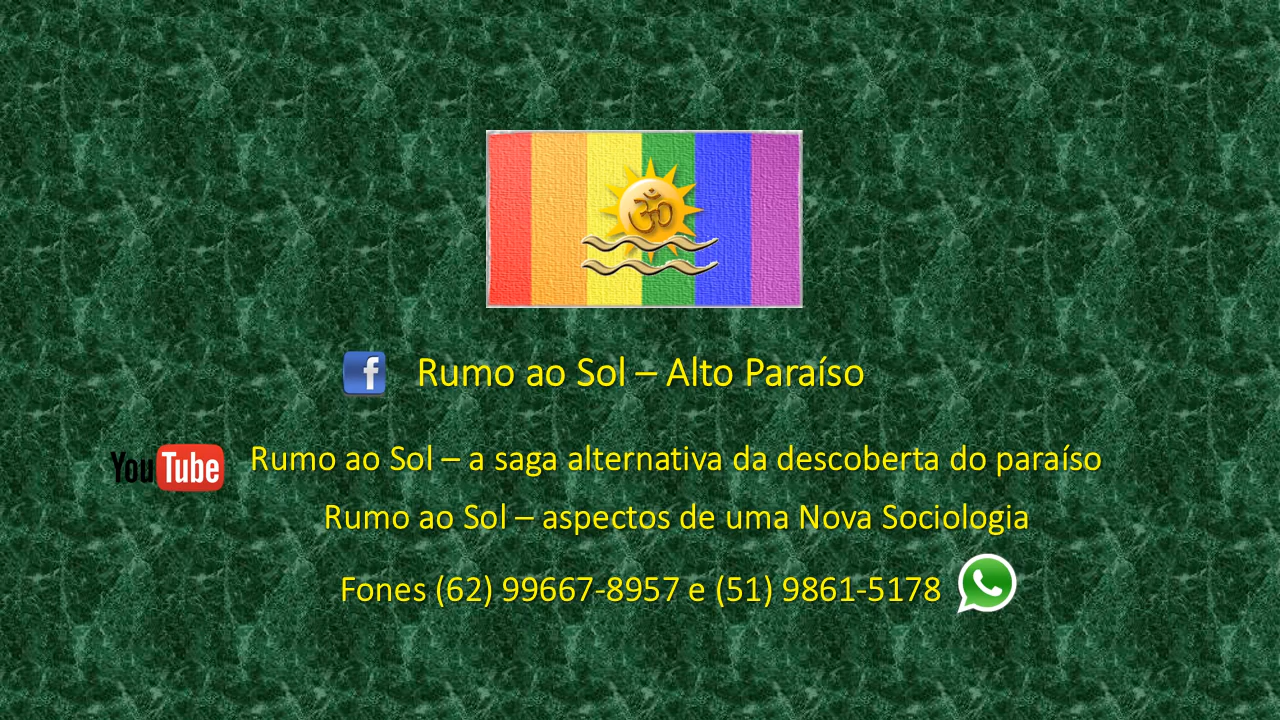 ॐ
f Rumo ao Sol – Alto Paraíso
YouTube Rumo ao Sol – a saga alternativa da descoberta do paraíso
Rumo ao Sol – aspectos de uma Nova Sociologia
Fones (62) 99667-8957 e (51) 9861-5178